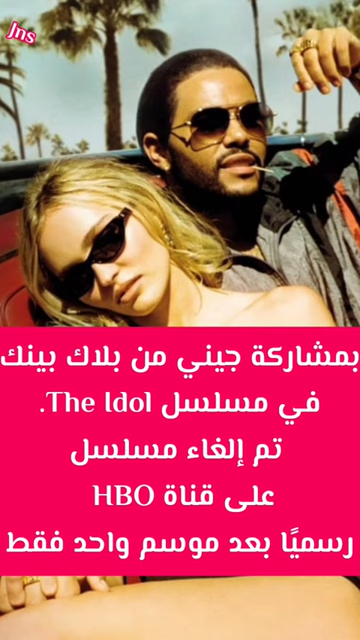 Jns
بمشاركة جيني من بلاك بينك
في مسلسل The Idol.
تم إلغاء مسلسل
على قناة HBO
رسميًا بعد موسم واحد فقط